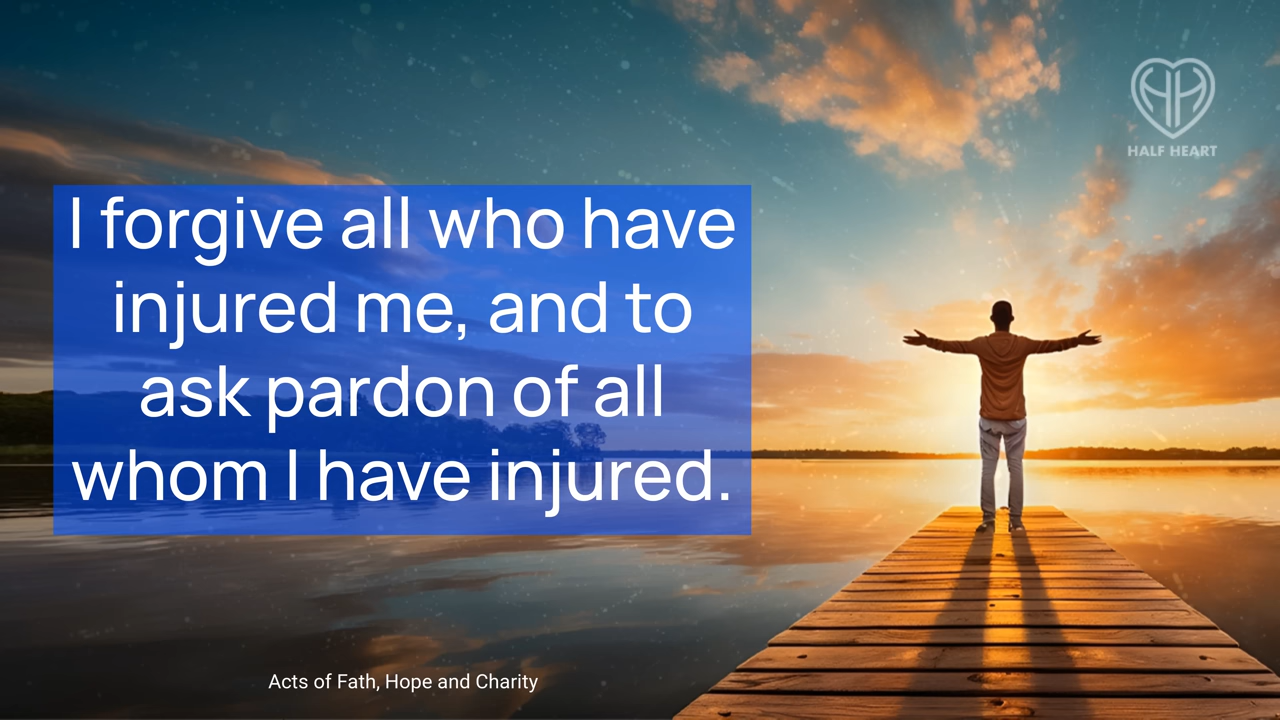 HALF HEART
I forgive all who have
injured me, and to
ask pardon of all
whom I have injured.
Acts of Fath, Hope and Charity